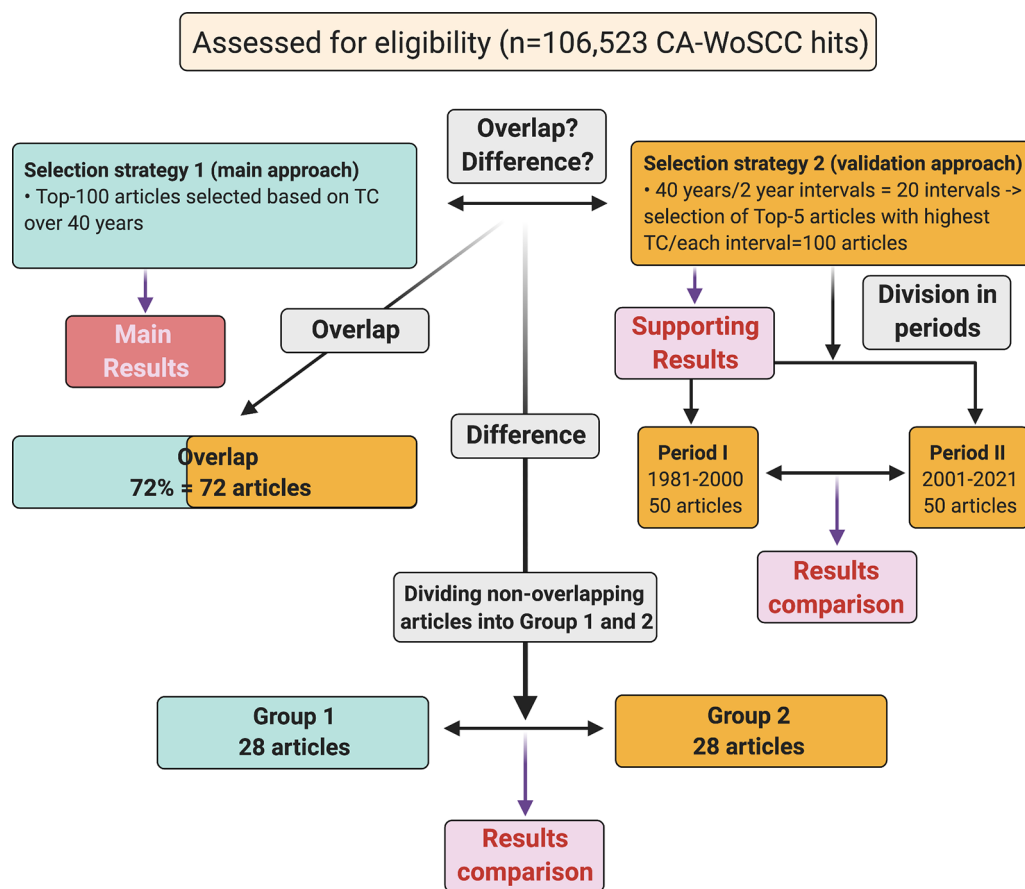 Assessed for eligibility (n=106,523 CA-WoSCC hits)
Overlap?
Difference?
Selection strategy 1 (main approach)
• Top-100 articles selected based on TC
over 40 years
Selection strategy 2 (validation approach)
• 40 years/2 year intervals = 20 intervals ->
selection of Top-5 articles with highest
TC/each interval=100 articles
Main
Results
Overlap
Supporting
Results
Division in
periods
Overlap
72% = 72 articles
Difference
Period I
1981-2000
50 articles
Period II
2001-2021
50 articles
Results
comparison
Dividing non-overlapping
articles into Group 1 and 2
Group 1
28 articles
Group 2
28 articles
Results
comparison